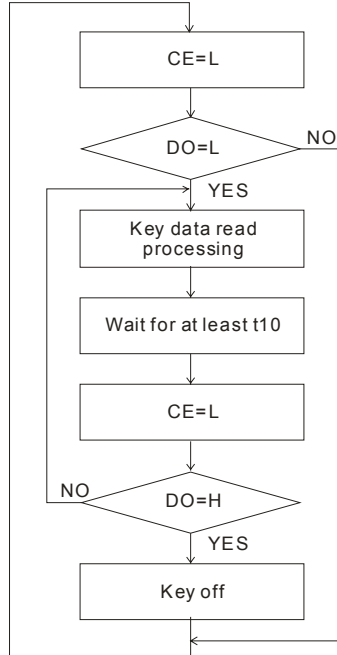 CE=L
DO=L
NO
YES
Key data read
processing
Wait for at least t10
CE=L
NO
DO=H
YES
Key off